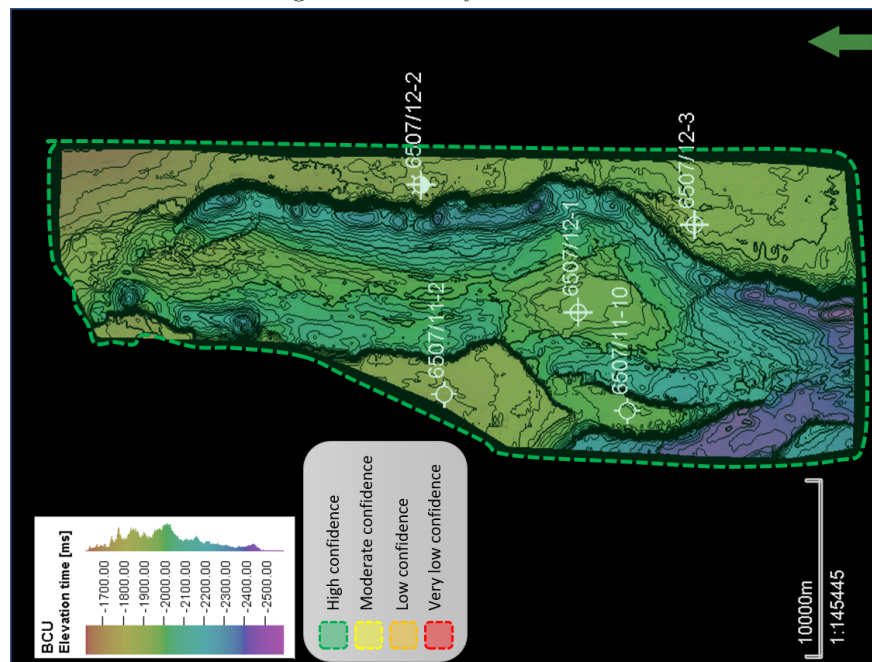 6507/12-2
6507/12-3
6507/12-1
6507/11-2
6507/11-10
BCU
Elevation time [ms]
-1700.00
-1800.00
-1900.00
-2000.00
-2100.00
-2200.00
-2300.00
-2400.00
-2500.00
High confidence
Moderate confidence
Low confidence
Very low confidence
10000m
1:145445